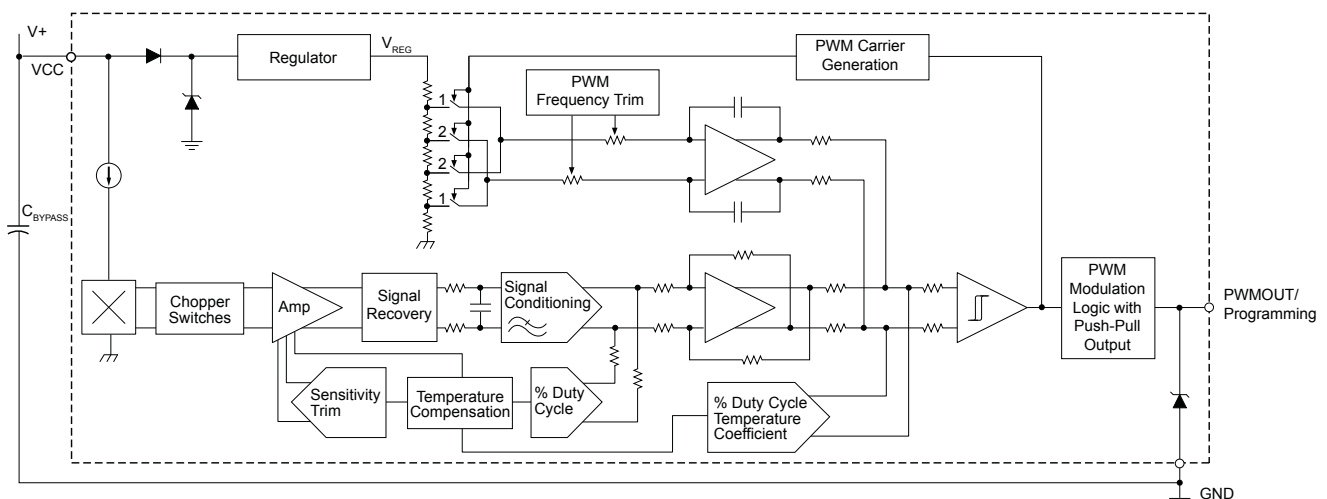 V+
VCC
Regulator
VREG
PWM Carrier
Generation
PWM
Frequency Trim
1
2
2
1
CBYPASS
Chopper
Switches
Amp
Signal
Recovery
Signal
Conditioning
PWM
Modulation
Logic with
Push-Pull
Output
PWMOUT/
Programming
Sensitivity
Trim
Temperature
Compensation
% Duty
Cycle
% Duty Cycle
Temperature
Coefficient
GND